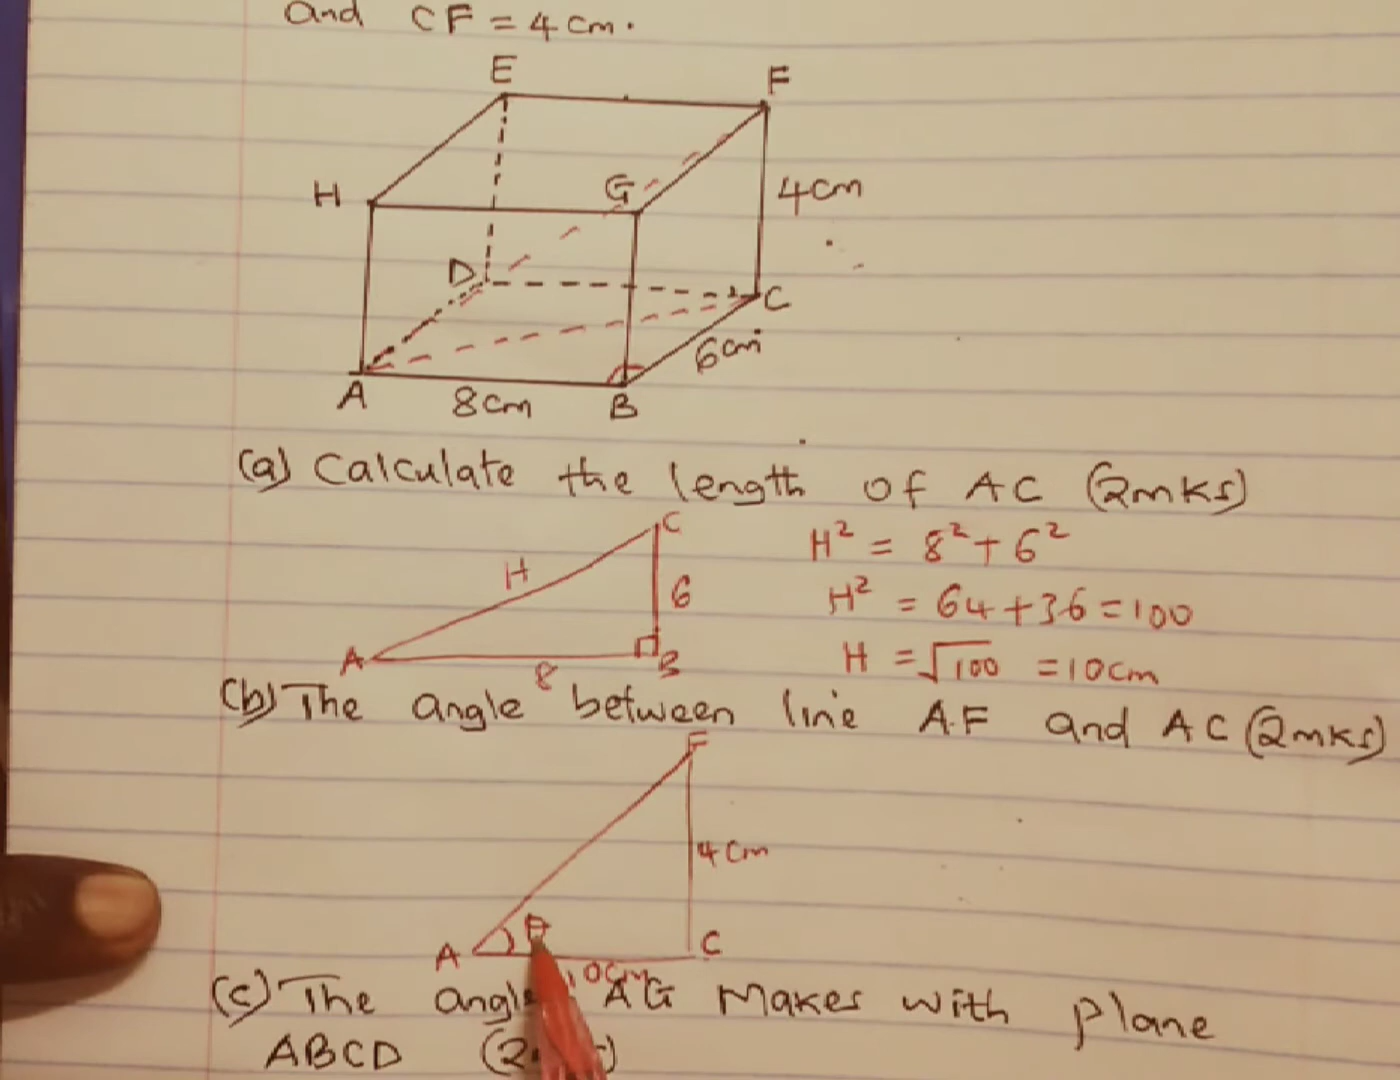 and CF = 4cm.
E
F
H
G
4cm
D
C
6cm
A
8cm
B
(a) Calculate the length of AC (2mks)
C
H
6
A
8
B
H² = 8² + 6²
H² = 64 + 36 = 100
H = √100 = 10cm
(b) The angle between line AF and AC (2mks)
F
4cm
θ
A
C
10cm
(c) The angle AG Makes with plane
ABCD